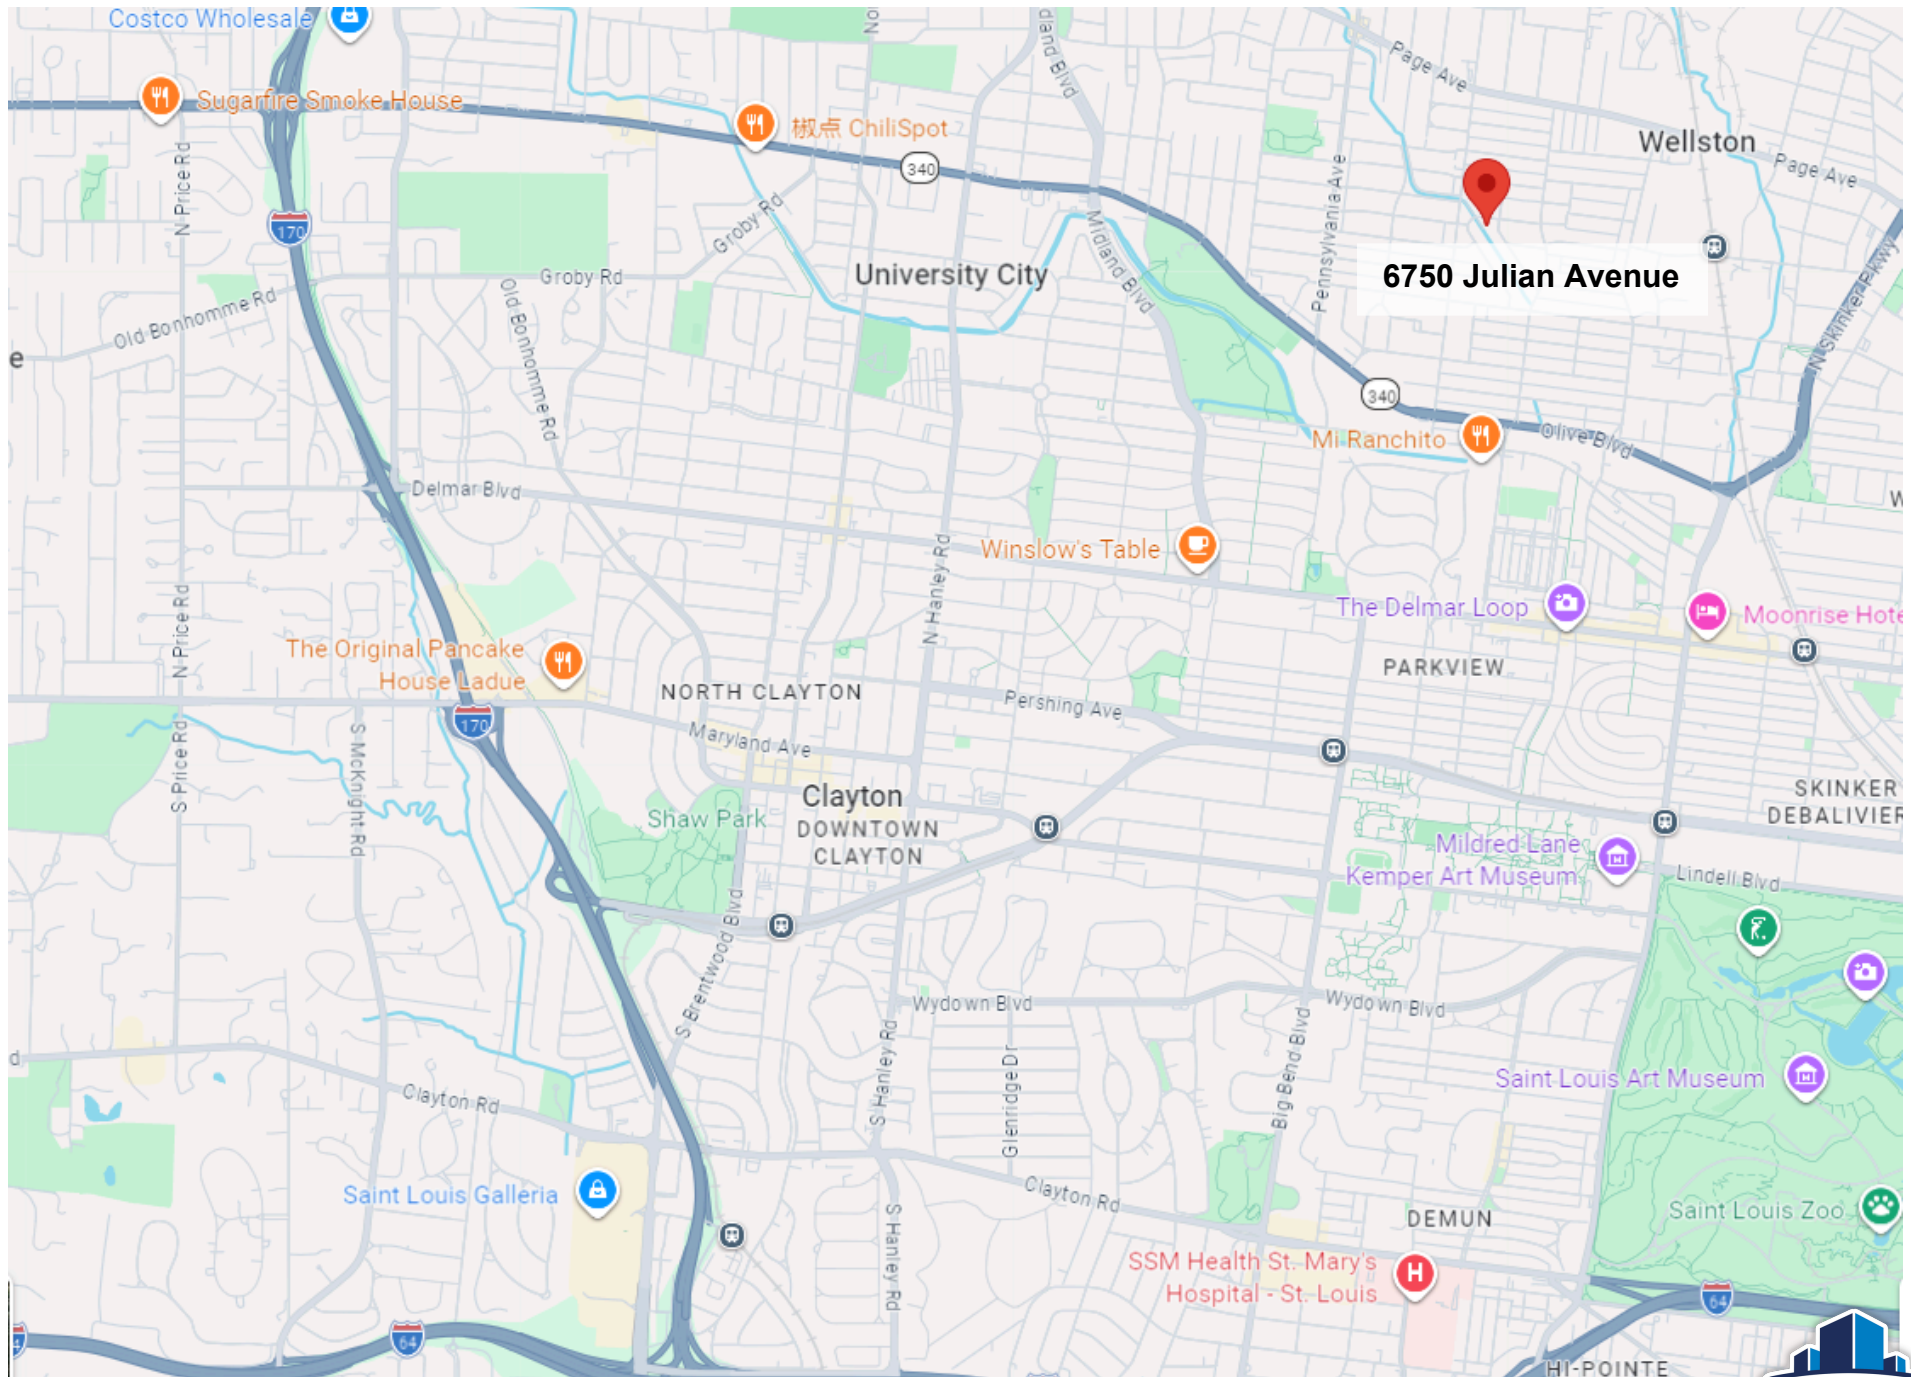 Costco Wholesale
Sugarfire Smoke House
椒点 ChiliSpot
340
No
dland Blvd
Page Ave
Wellston
Page Ave
N Price Rd
170
Groby Rd
Groby Rd
University City
Midland Blvd
Pennsylvania Ave
6750 Julian Avenue
N Skinker Pkwy
Old Bonhomme Rd
Old Bonhomme Rd
e
340
Mi Ranchito
Olive Blvd
Delmar Blvd
W
N Hanley Rd
Winslow's Table
The Delmar Loop
Moonrise Hote
N Price Rd
The Original Pancake
House Ladue
NORTH CLAYTON
PARKVIEW
Pershing Ave
170
Maryland Ave
S Price Rd
S McKnight Rd
Clayton
DOWNTOWN
CLAYTON
Shaw Park
SKINKER
DEBALIVIER
Mildred Lane
Kemper Art Museum
Lindell Blvd
S Brentwood Blvd
Wydown Blvd
Wydown Blvd
S Hanley Rd
Glenridge Dr
Big Bend Blvd
d
Clayton Rd
Saint Louis Art Museum
Saint Louis Galleria
Clayton Rd
S Hanley Rd
DEMUN
Saint Louis Zoo
SSM Health St. Mary's
Hospital - St. Louis
H
64
64
4
HI-POINTE